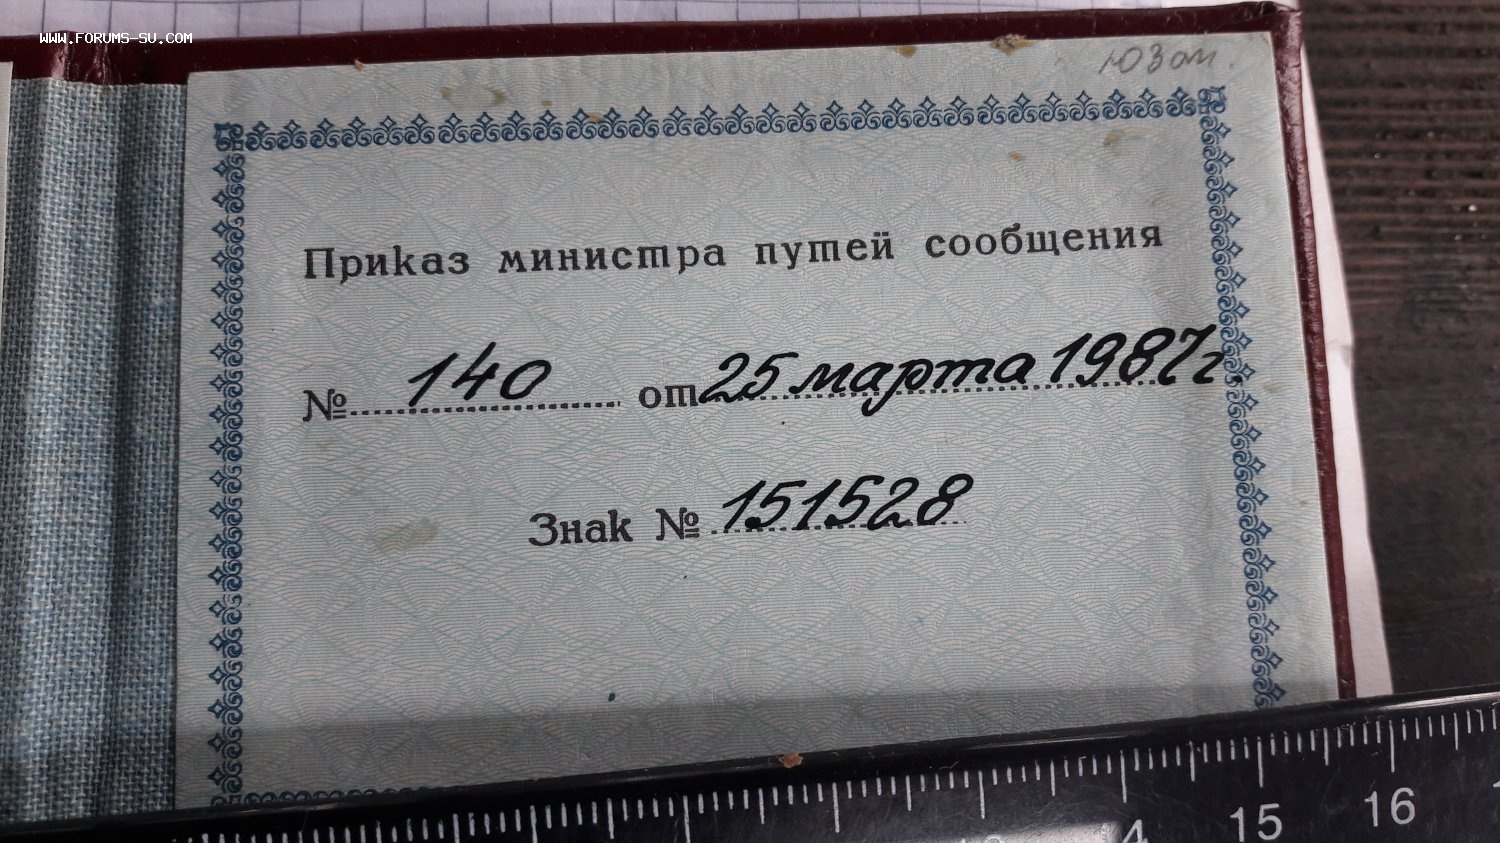 www.forums-su.com
Приказ министра путей сообщения
№ 140 от 25 марта 1987 г.
Знак № 151528
15 16